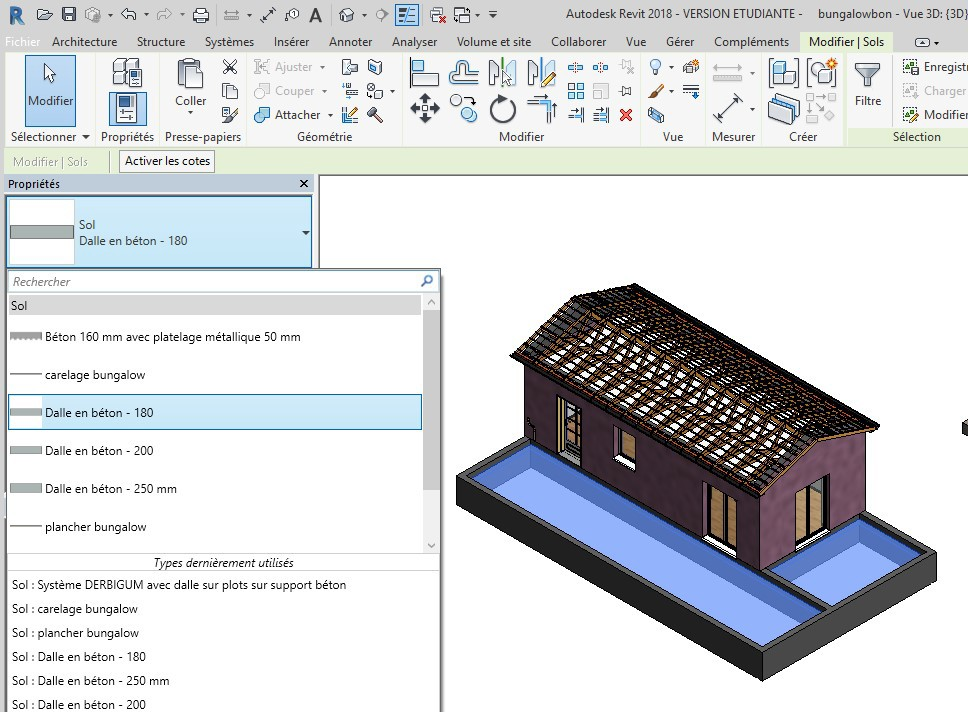 Autodesk Revit 2018 - VERSION ETUDIANTE - bungalowbon - Vue 3D: {3D}
Fichier Architecture Structure Systèmes Insérer Annoter Analyser Volume et site Collaborer Vue Gérer Compléments Modifier | Sols
Modifier
Coller
Ajuster
Couper
Attacher
Filtre
Enregistr
Charger
Modifier
Sélectionner Propriétés Presse-papiers Géométrie Modifier Vue Mesurer Créer Sélection
Modifier | Sols Activer les cotes
Propriétés
Sol
Dalle en béton - 180
Rechercher
Sol
Béton 160 mm avec platelage métallique 50 mm
carelage bungalow
Dalle en béton - 180
Dalle en béton - 200
Dalle en béton - 250 mm
plancher bungalow
Types dernièrement utilisés
Sol : Système DERBIGUM avec dalle sur plots sur support béton
Sol : carelage bungalow
Sol : plancher bungalow
Sol : Dalle en béton - 180
Sol : Dalle en béton - 250 mm
Sol : Dalle en béton - 200